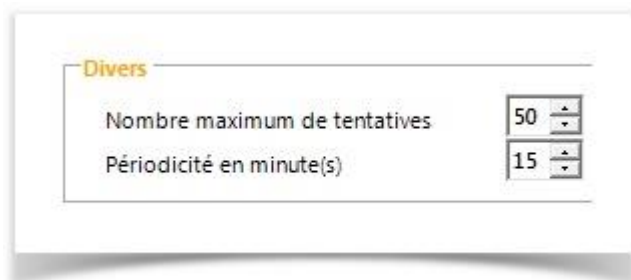 Divers
Nombre maximum de tentatives 50
Périodicité en minute(s) 15